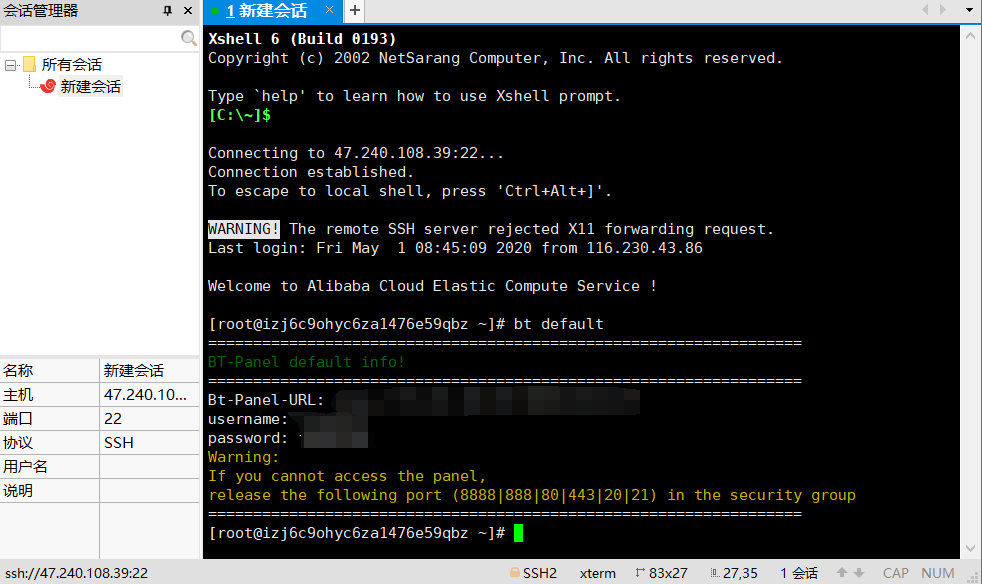 会话管理器
1 新建会话
所有会话
新建会话
名称 新建会话
主机 47.240.10...
端口 22
协议 SSH
用户名
说明
Xshell 6 (Build 0193)
Copyright (c) 2002 NetSarang Computer, Inc. All rights reserved.
Type `help' to learn how to use Xshell prompt.
[C:\~]$
Connecting to 47.240.108.39:22...
Connection established.
To escape to local shell, press 'Ctrl+Alt+]'.
WARNING! The remote SSH server rejected X11 forwarding request.
Last login: Fri May  1 08:45:09 2020 from 116.230.43.86
Welcome to Alibaba Cloud Elastic Compute Service !
[root@izj6c9ohyc6za1476e59qbz ~]# bt default
==================================================================
BT-Panel default info!
==================================================================
Bt-Panel-URL:
username:
password:
Warning:
If you cannot access the panel,
release the following port (8888|888|80|443|20|21) in the security group
==================================================================
[root@izj6c9ohyc6za1476e59qbz ~]#
ssh://47.240.108.39:22 SSH2 xterm 83x27 27,35 1 会话 CAP NUM